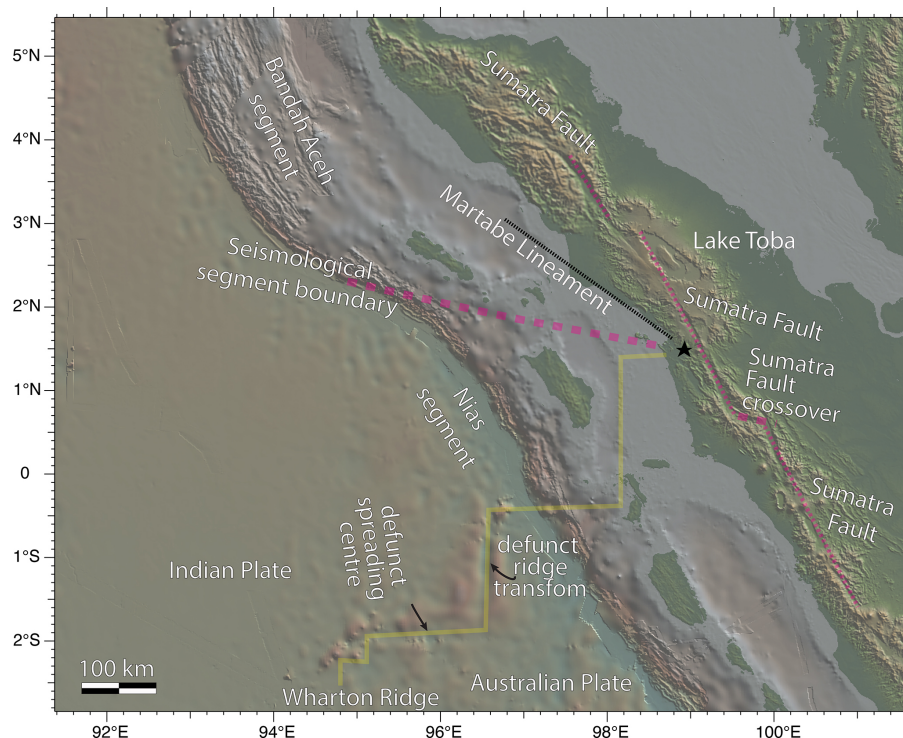 5°N
4°N
3°N
2°N
1°N
0
1°S
2°S
92°E
94°E
96°E
98°E
100°E
Bandah Aceh
segment
Sumatra Fault
Martabe Lineament
Lake Toba
Seismological
segment boundary
Sumatra Fault
Sumatra
Fault
crossover
Nias
segment
Sumatra
Fault
defunct
spreading
centre
defunct
ridge
transfom
Indian Plate
100 km
Wharton Ridge
Australian Plate